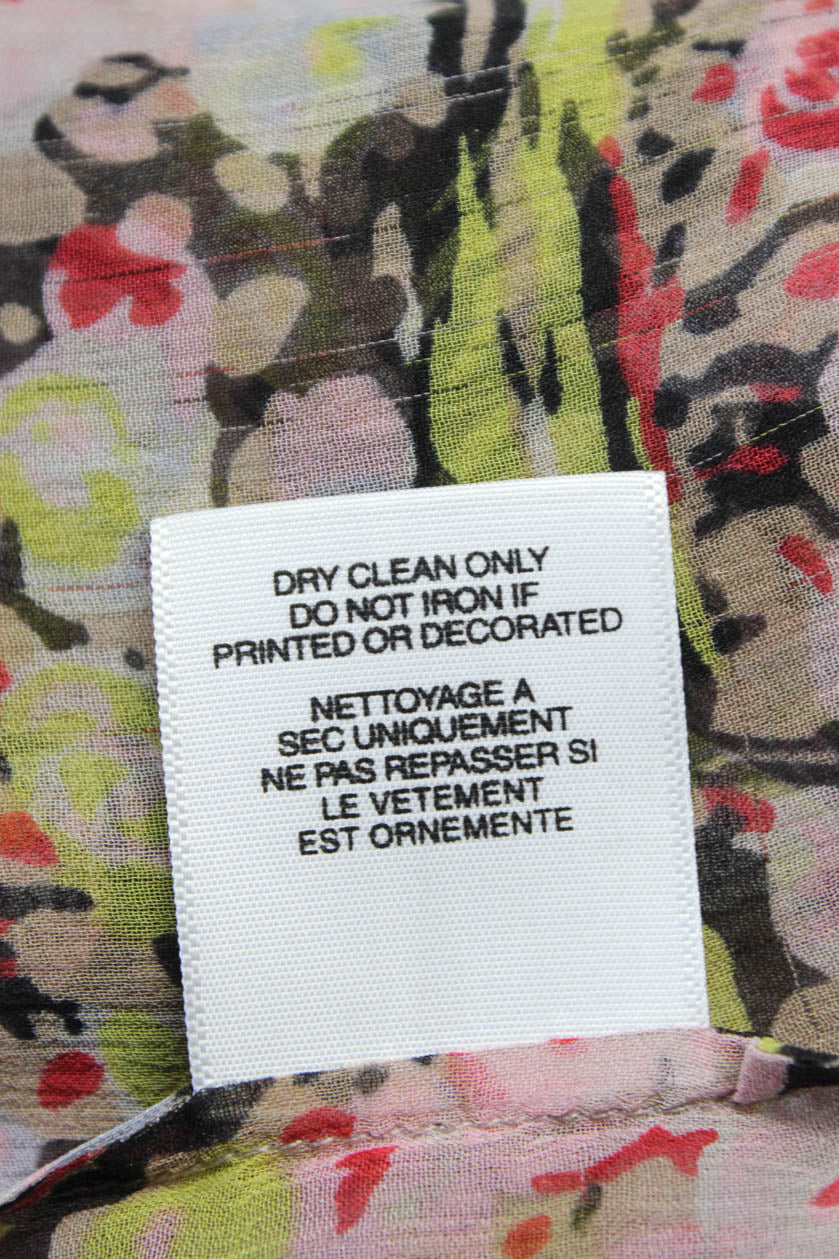 DRY CLEAN ONLY
DO NOT IRON IF
PRINTED OR DECORATED
NETTOYAGE A
SEC UNIQUEMENT
NE PAS REPASSER SI
LE VETEMENT
EST ORNEMENTE